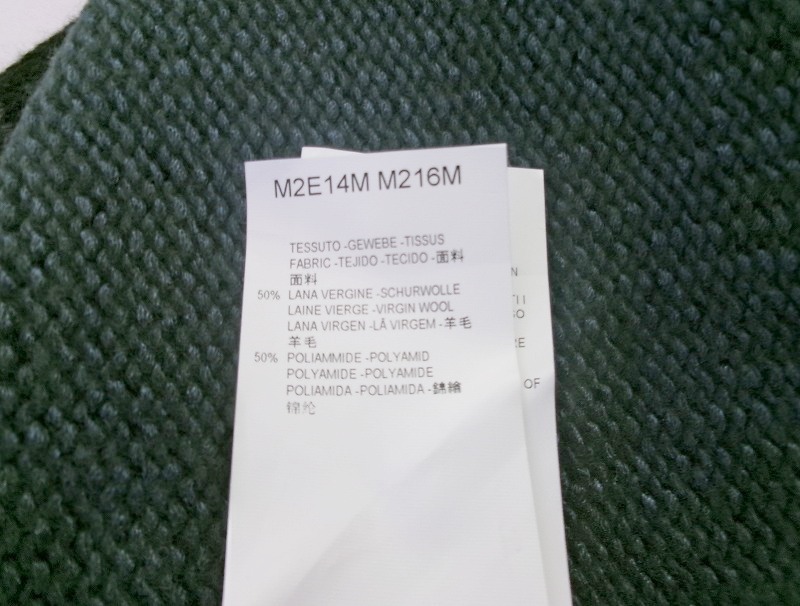 M2E14M M216M
TESSUTO -GEWEBE -TISSUS
FABRIC -TEJIDO -TECIDO -面料
面料
50% LANA VERGINE -SCHURWOLLE
LAINE VIERGE -VIRGIN WOOL
LANA VIRGEN -LÃ VIRGEM -羊毛
羊毛
50% POLIAMMIDE -POLYAMID
POLYAMIDE -POLYAMIDE
POLIAMIDA -POLIAMIDA -錦繪
锦纶
OF